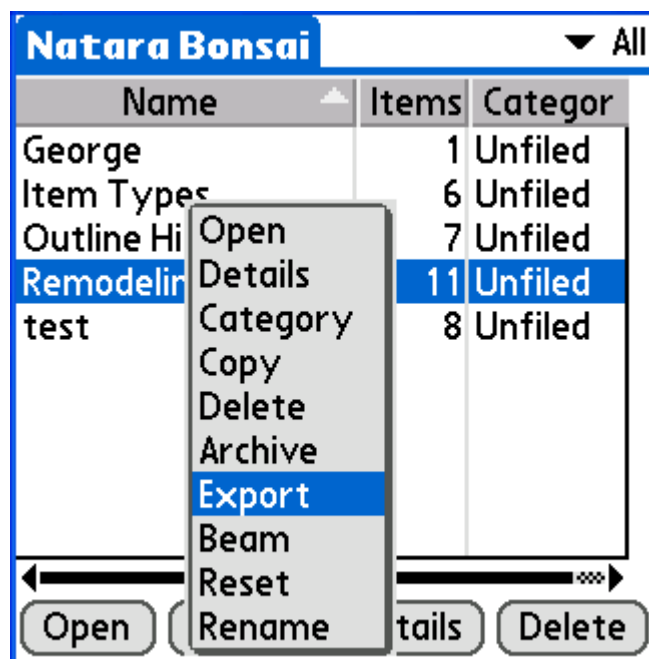 Natara Bonsai
All
Name Items Categor
George 1 Unfiled
Item Types 6 Unfiled
Outline Hi 7 Unfiled
Remodelin 11 Unfiled
test 8 Unfiled
Open
Details
Category
Copy
Delete
Archive
Export
Beam
Reset
Rename
Open tails Delete